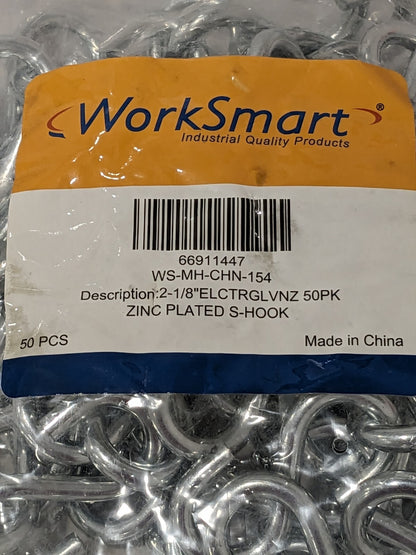 WorkSmart®
Industrial Quality Products
66911447
WS-MH-CHN-154
Description:2-1/8"ELCTRGLVNZ 50PK
ZINC PLATED S-HOOK
50 PCS
Made in China